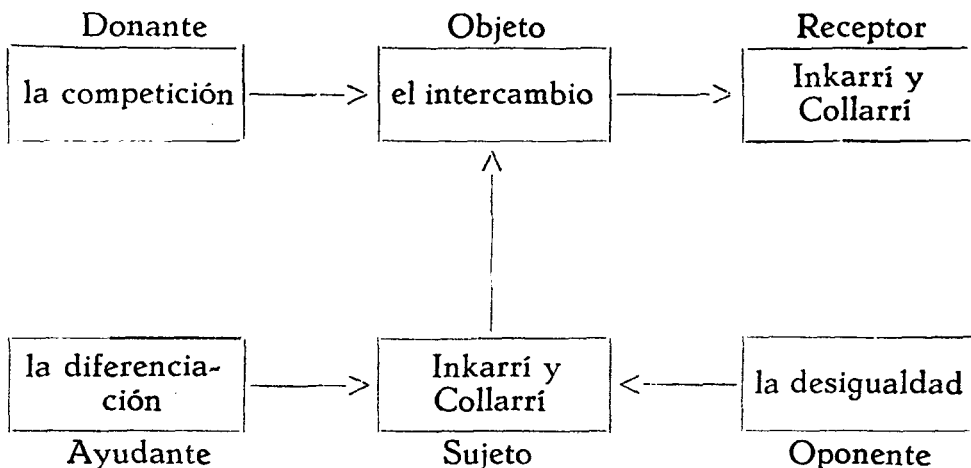 Donante
Objeto
Receptor
la competición
el intercambio
Inkarrí y
Collarrí
la diferencia~
ción
Inkarrí y
Collarrí
la desigualdad
Ayudante
Sujeto
Oponente